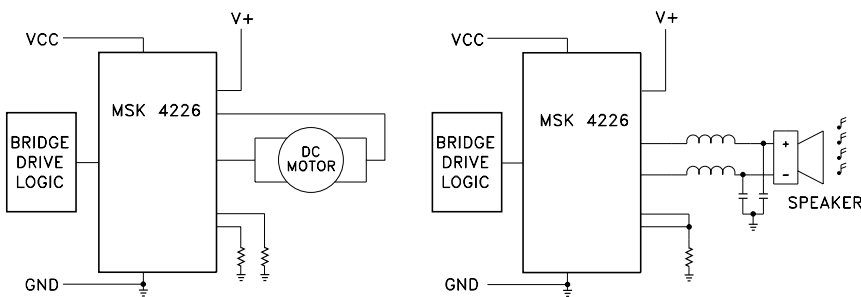 V+
VCC
MSK 4226
BRIDGE
DRIVE
LOGIC
DC
MOTOR
GND
V+
VCC
MSK 4226
BRIDGE
DRIVE
LOGIC
+
−
SPEAKER
GND